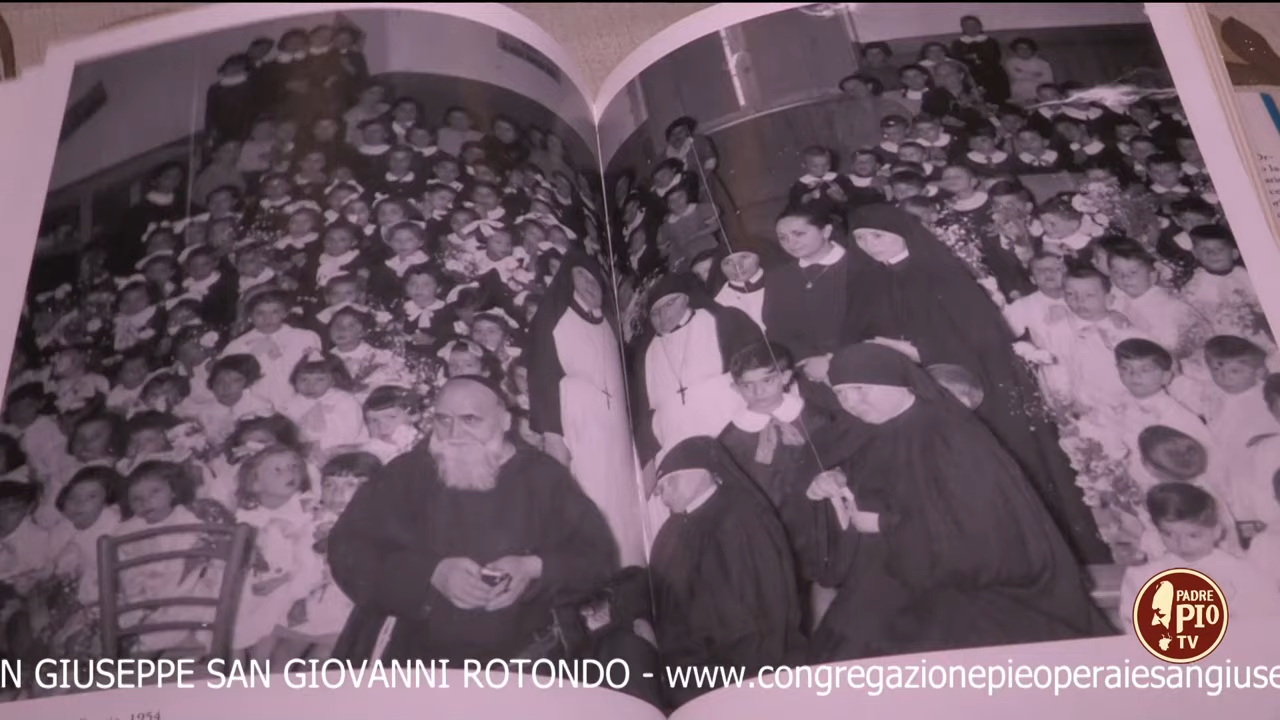 PADRE
PIO
TV
N GIUSEPPE SAN GIOVANNI ROTONDO - www.congregazionepieoperaiesangiuse
1954